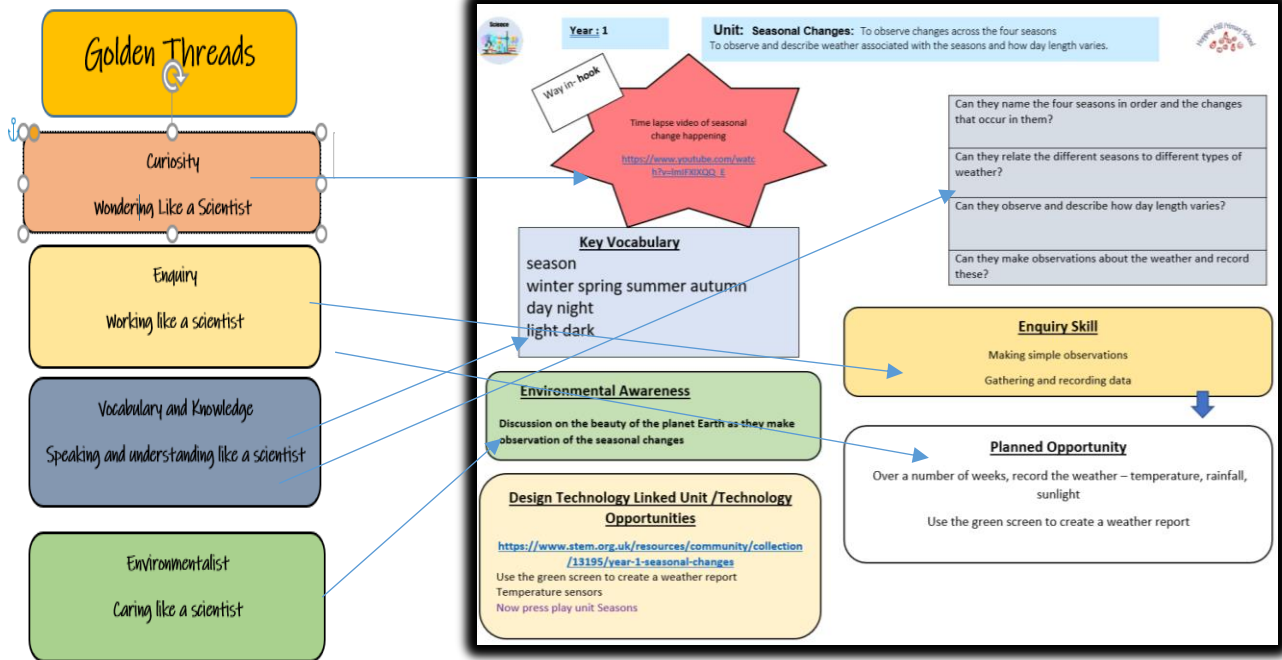 Golden Threads
Curiosity
Wondering Like a Scientist
Enquiry
Working like a scientist
Vocabulary and Knowledge
Speaking and understanding like a scientist
Environmentalist
Caring like a scientist
Science
Year : 1
Unit: Seasonal Changes: To observe changes across the four seasons
To observe and describe weather associated with the seasons and how day length varies.
Way in- hook
Time lapse video of seasonal
change happening
https://www.youtube.com/watc
Key Vocabulary
season
winter spring summer autumn
day night
light dark
Environmental Awareness
Discussion on the beauty of the planet Earth as they make
observation of the seasonal changes
Design Technology Linked Unit /Technology
Opportunities
https://www.stem.org.uk/resources/community/collection
/13195/year-1-seasonal-changes
Use the green screen to create a weather report
Temperature sensors
Now press play unit Seasons
Can they name the four seasons in order and the changes
that occur in them?
Can they relate the different seasons to different types of
weather?
Can they observe and describe how day length varies?
Can they make observations about the weather and record
these?
Enquiry Skill
Making simple observations
Gathering and recording data
Planned Opportunity
Over a number of weeks, record the weather – temperature, rainfall,
sunlight
Use the green screen to create a weather report